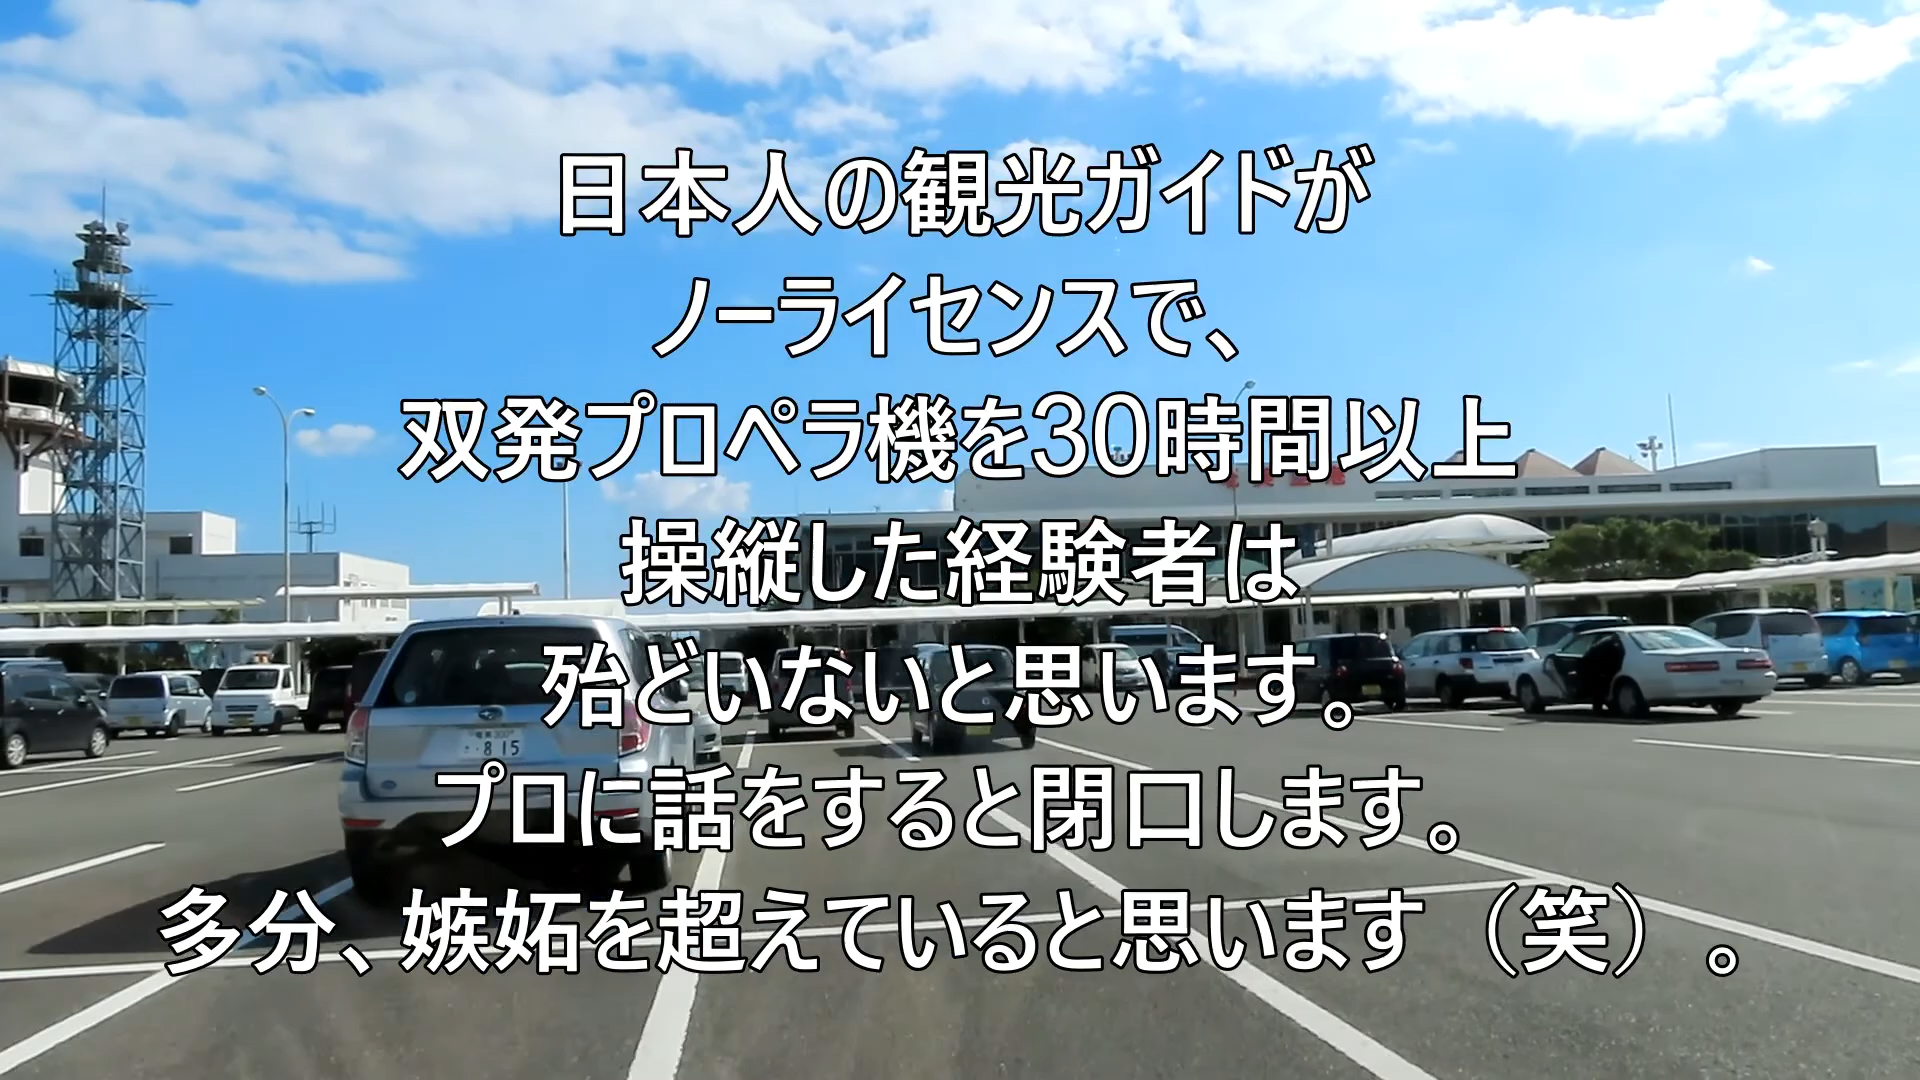 日本人の観光ガイドが
ノーライセンスで、
双発プロペラ機を30時間以上
操縦した経験者は
殆どいないと思います。
プロに話をすると閉口します。
多分、嫉妬を超えていると思います（笑）。
815